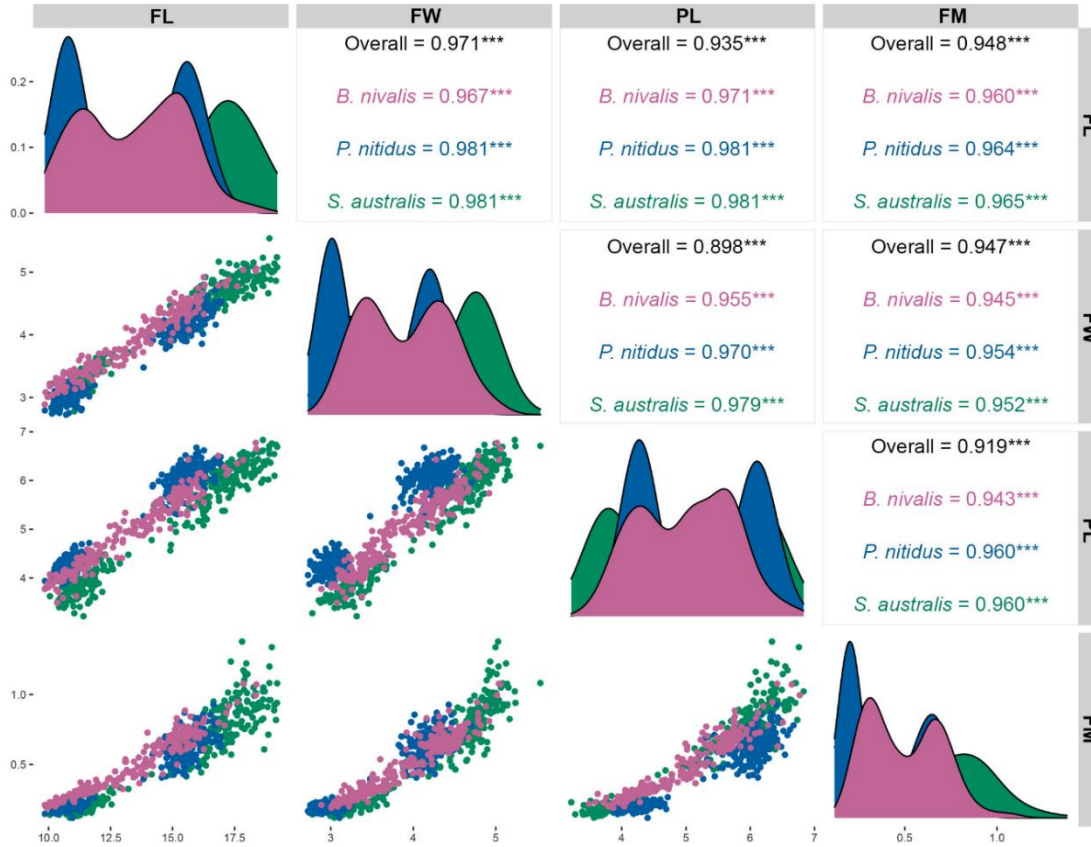 FL FW PL FM
Overall = 0.971*** Overall = 0.935*** Overall = 0.948***
B. nivalis = 0.967*** B. nivalis = 0.971*** B. nivalis = 0.960***
P. nitidus = 0.981*** P. nitidus = 0.981*** P. nitidus = 0.964***
S. australis = 0.981*** S. australis = 0.981*** S. australis = 0.965***
FL
0.2
0.1
0.0
Overall = 0.898*** Overall = 0.947***
B. nivalis = 0.955*** B. nivalis = 0.945***
P. nitidus = 0.970*** P. nitidus = 0.954***
S. australis = 0.979*** S. australis = 0.952***
FW
5
4
3
Overall = 0.919***
B. nivalis = 0.943***
P. nitidus = 0.960***
S. australis = 0.960***
PL
7
6
5
4
FM
1.0
0.5
10.0 12.5 15.0 17.5 3 4 5 4 5 6 7 0.5 1.0